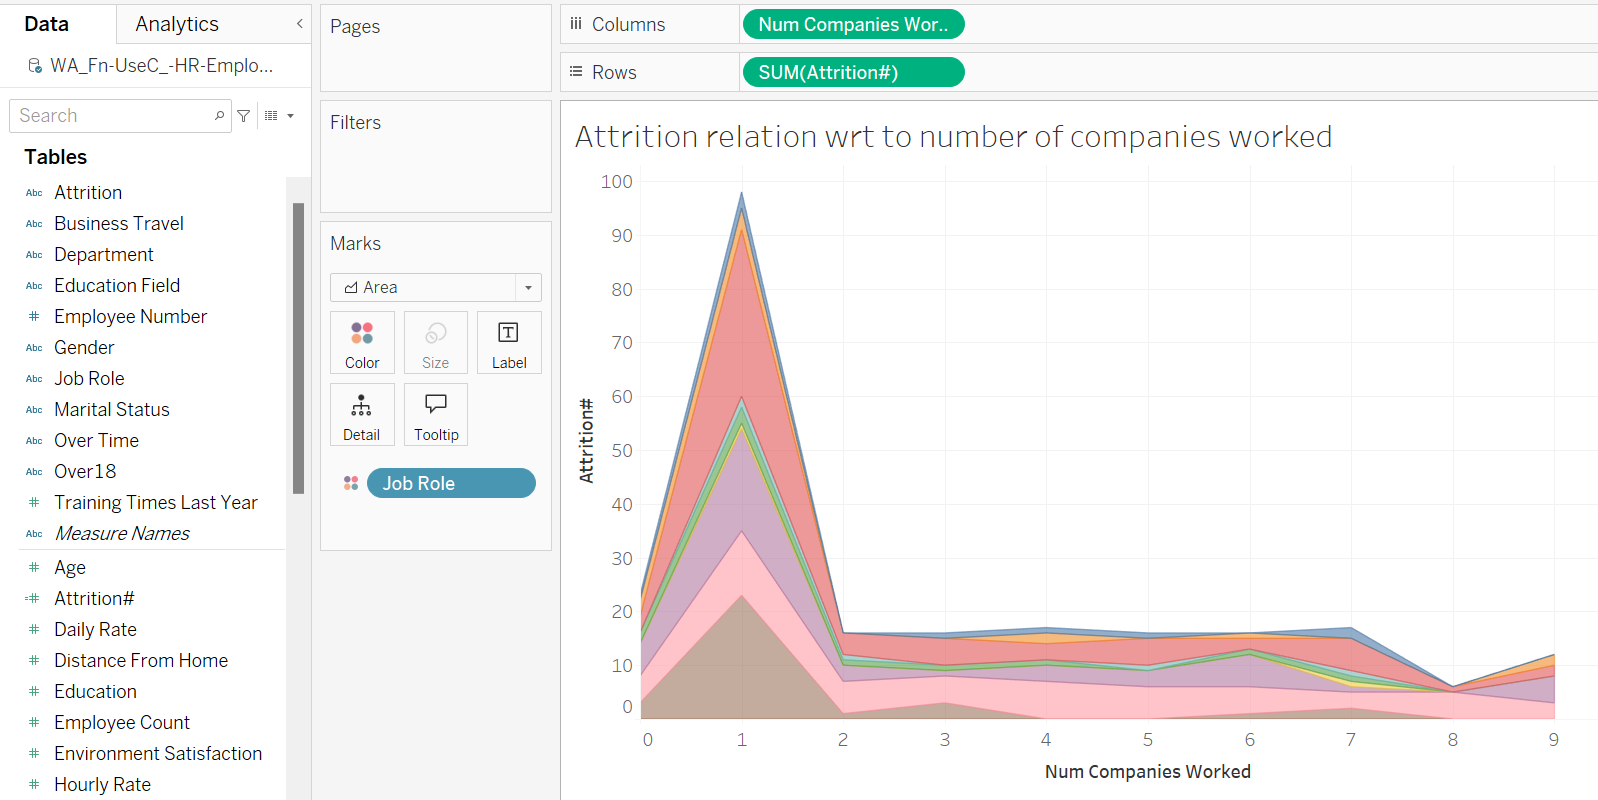 Data
Analytics
WA_Fn-UseC_-HR-Emplo...
Search
Tables
Abc Attrition
Abc Business Travel
Abc Department
Abc Education Field
# Employee Number
Abc Gender
Abc Job Role
Abc Marital Status
Abc Over Time
Abc Over18
# Training Times Last Year
Abc Measure Names
# Age
=# Attrition#
# Daily Rate
# Distance From Home
# Education
# Employee Count
# Environment Satisfaction
# Hourly Rate
Pages
Filters
Marks
Area
Color
Size
T
Label
Detail
Tooltip
Job Role
Columns
Num Companies Wor..
Rows
SUM(Attrition#)
Attrition relation wrt to number of companies worked
100
90
80
70
60
50
40
30
20
10
0
Attrition#
0 1 2 3 4 5 6 7 8 9
Num Companies Worked